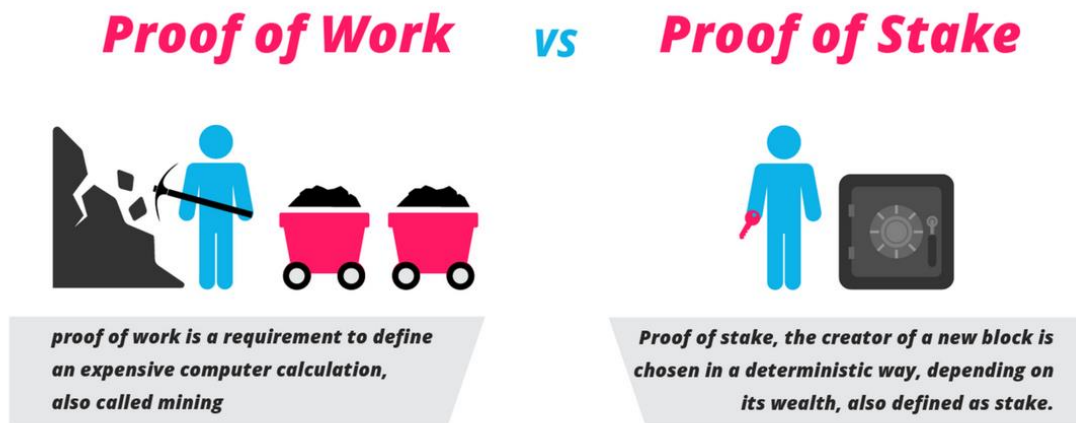 Proof of Work vs Proof of Stake
proof of work is a requirement to define
an expensive computer calculation,
also called mining
Proof of stake, the creator of a new block is
chosen in a deterministic way, depending on
its wealth, also defined as stake.